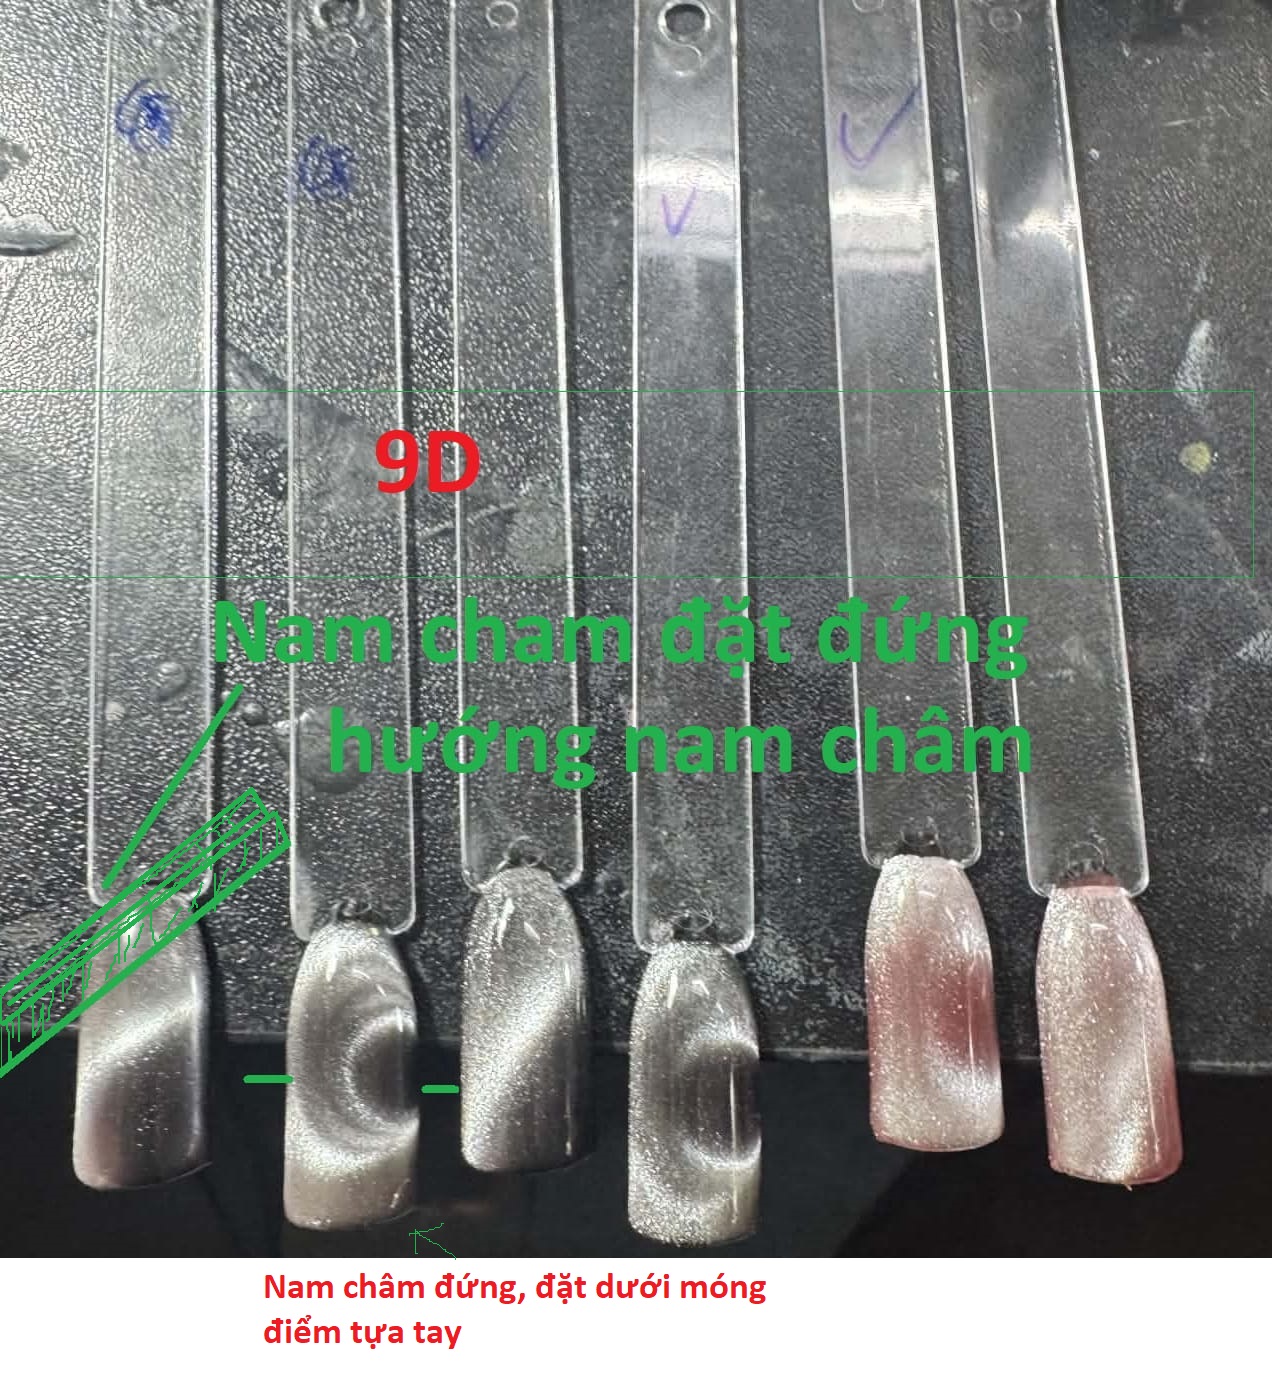 9D
Nam cham đặt đứng
hướng nam châm
Nam châm đứng, đặt dưới móng
điểm tựa tay